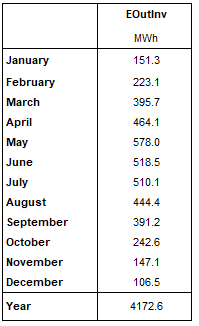 EOutInv
MWh
January 151.3
February 223.1
March 395.7
April 464.1
May 578.0
June 518.5
July 510.1
August 444.4
September 391.2
October 242.6
November 147.1
December 106.5
Year 4172.6